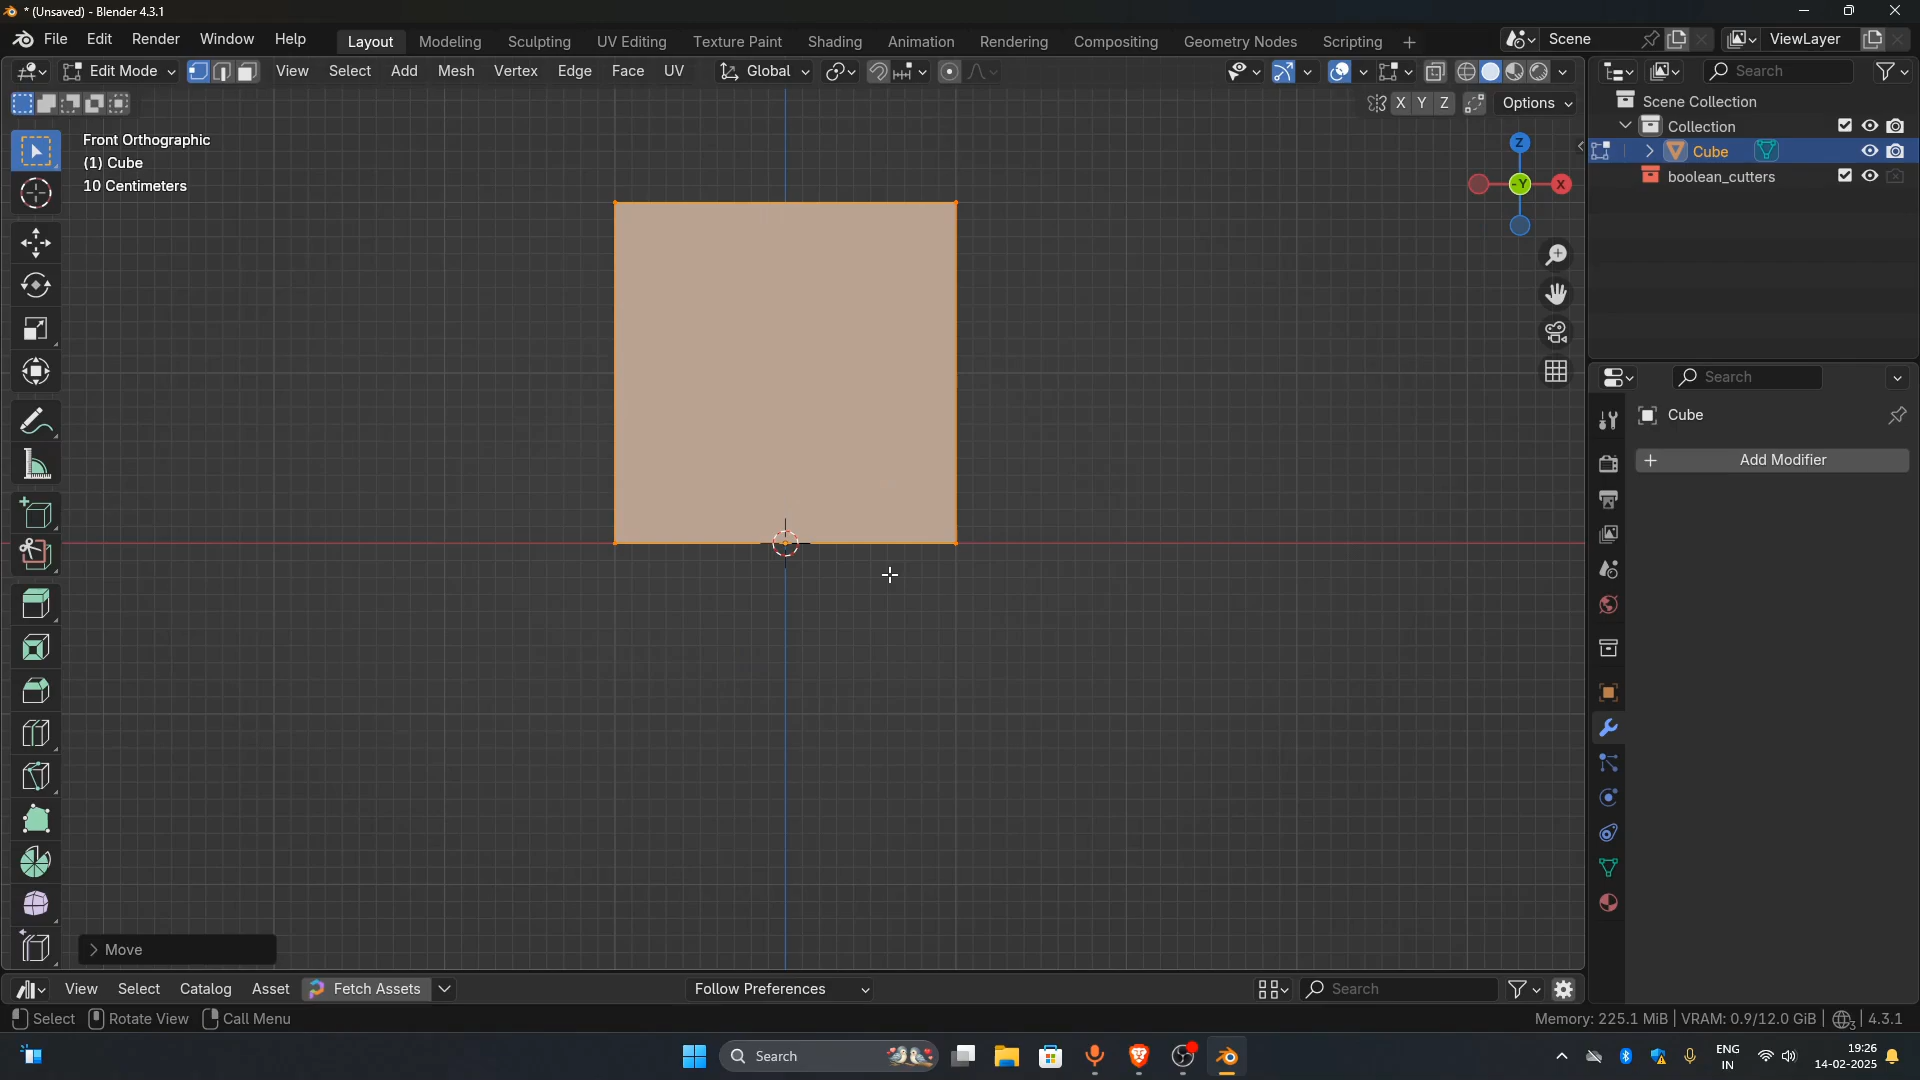 * (Unsaved) - Blender 4.3.1
File Edit Render Window Help Layout Modeling Sculpting UV Editing Texture Paint Shading Animation Rendering Compositing Geometry Nodes Scripting + Scene ViewLayer
Edit Mode View Select Add Mesh Vertex Edge Face UV Global Search
X Y Z Options
Scene Collection
Collection
Cube
boolean_cutters
Front Orthographic
(1) Cube
10 Centimeters
Z
-Y
X
Search
Cube
+ Add Modifier
Move
View Select Catalog Asset Fetch Assets Follow Preferences Search
Select Rotate View Call Menu Memory: 225.1 MiB | VRAM: 0.9/12.0 GiB | 3 | 4.3.1
Search
ENG
IN
19:26
14-02-2025